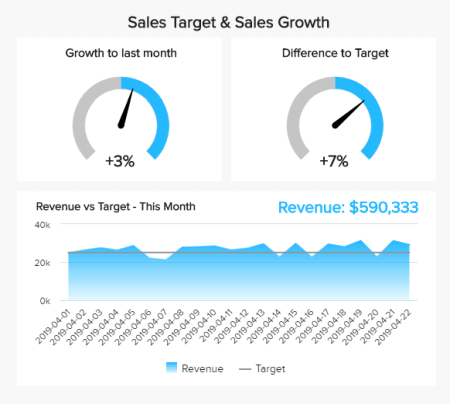 Sales Target & Sales Growth
Growth to last month
Difference to Target
+3%
+7%
Revenue vs Target - This Month
Revenue: $590,333
40k
20k
0k
2019-04-01
2019-04-02
2019-04-03
2019-04-04
2019-04-05
2019-04-06
2019-04-07
2019-04-08
2019-04-09
2019-04-10
2019-04-11
2019-04-12
2019-04-13
2019-04-14
2019-04-15
2019-04-16
2019-04-17
2019-04-18
2019-04-19
2019-04-20
2019-04-21
2019-04-22
Revenue
Target